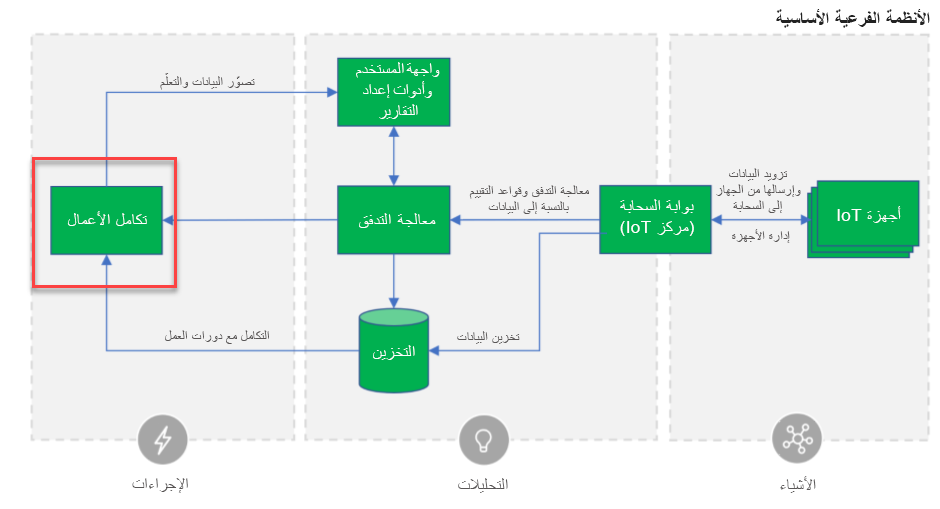 الأنظمة الفرعية الأساسية
تزويد البيانات
وإرسالها من الجهاز
إلى السحابة
إدارة الأجهزة
أجهزة IoT
بوابة السحابة
(مركز IoT)
معالجة التدفق وقواعد التقييم
بالنسبة إلى البيانات
تخزين البيانات
واجهة المستخدم
وأدوات إعداد
التقارير
معالجة التدفق
التخزين
تصوّر البيانات والتعلّم
تكامل الأعمال
التكامل مع دورات العمل
الأشياء
التحليلات
الإجراءات